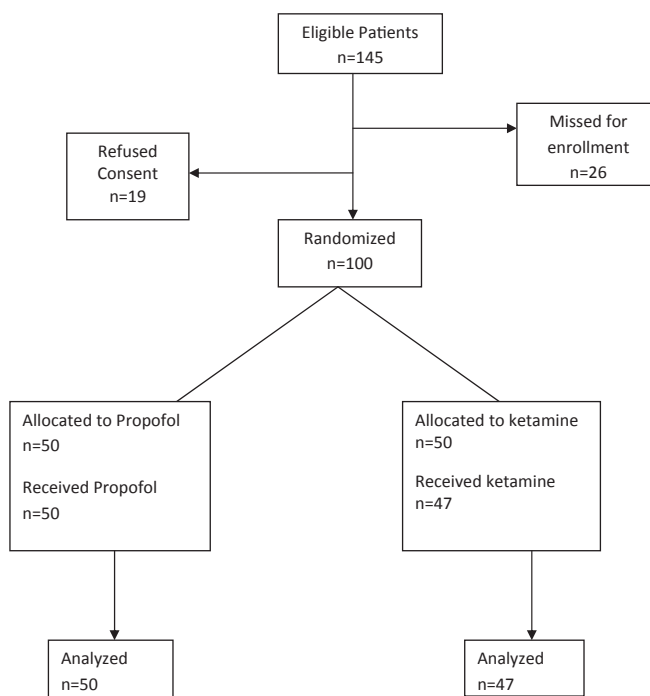 Eligible Patients
n=145
Missed for
enrollment
n=26
Refused
Consent
n=19
Randomized
n=100
Allocated to Propofol
n=50
Received Propofol
n=50
Allocated to ketamine
n=50
Received ketamine
n=47
Analyzed
n=50
Analyzed
n=47